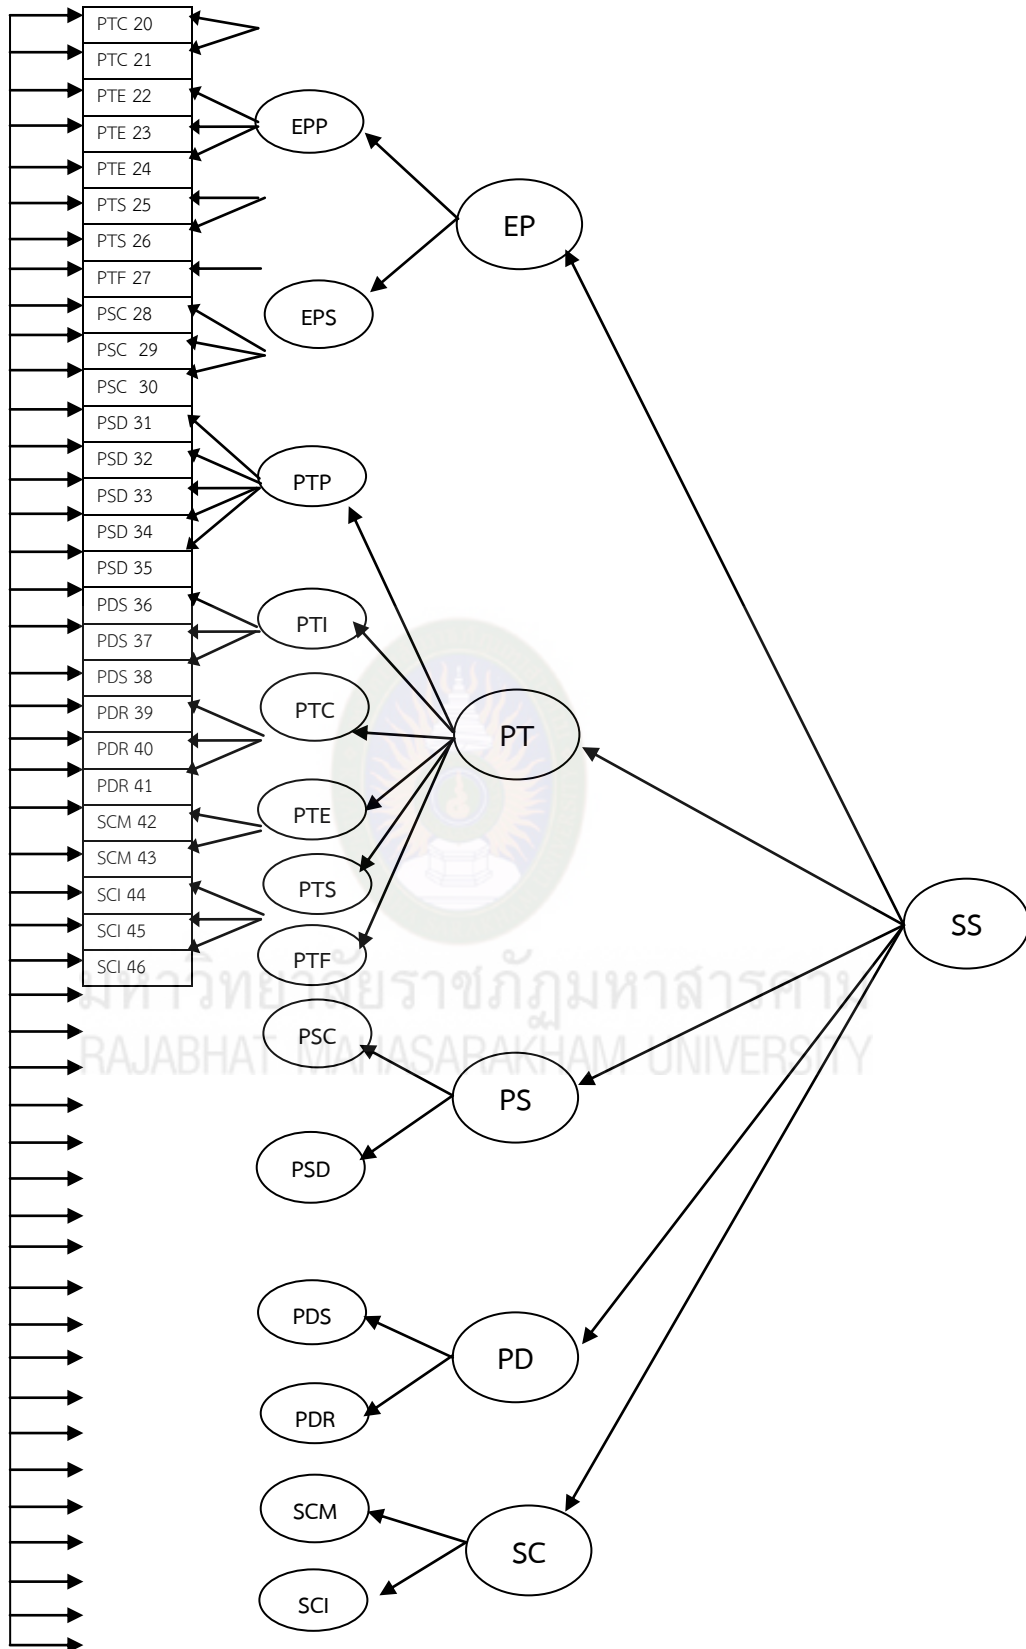 PTC 20
PTC 21
PTE 22
PTE 23
PTE 24
PTS 25
PTS 26
PTF 27
PSC 28
PSC 29
PSC 30
PSD 31
PSD 32
PSD 33
PSD 34
PSD 35
PDS 36
PDS 37
PDS 38
PDR 39
PDR 40
PDR 41
SCM 42
SCM 43
SCI 44
SCI 45
SCI 46
EPP
EPS
PTP
PTI
PTC
PTE
PTS
PTF
PSC
PSD
PDS
PDR
SCM
SCI
EP
PT
PS
PD
SC
SS
มหาวิทยาลัยราชภัฏมหาสารคาม
RAJABHAT MAHASARAKHAM UNIVERSITY